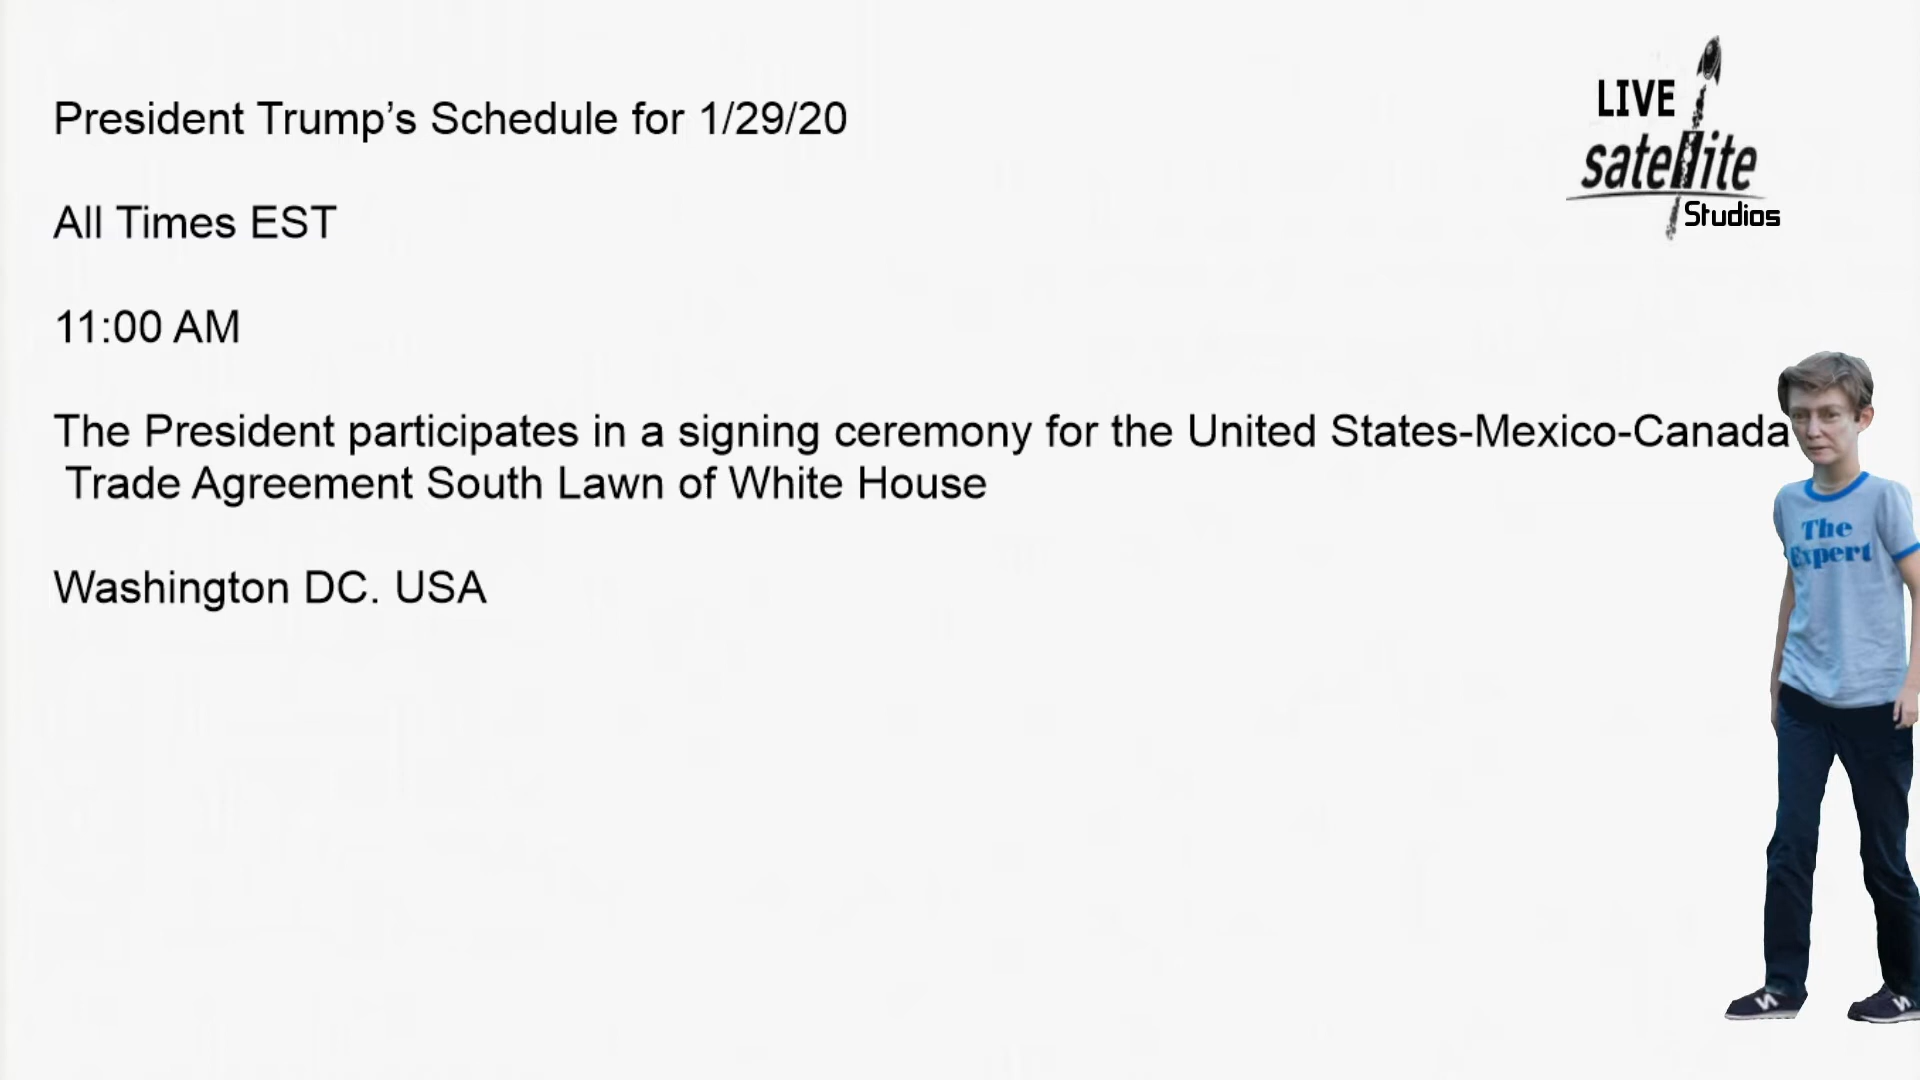 President Trump’s Schedule for 1/29/20
LIVE
satellite
Studios
All Times EST
11:00 AM
The President participates in a signing ceremony for the United States-Mexico-Canada
Trade Agreement South Lawn of White House
The
Expert
Washington DC. USA
N
N